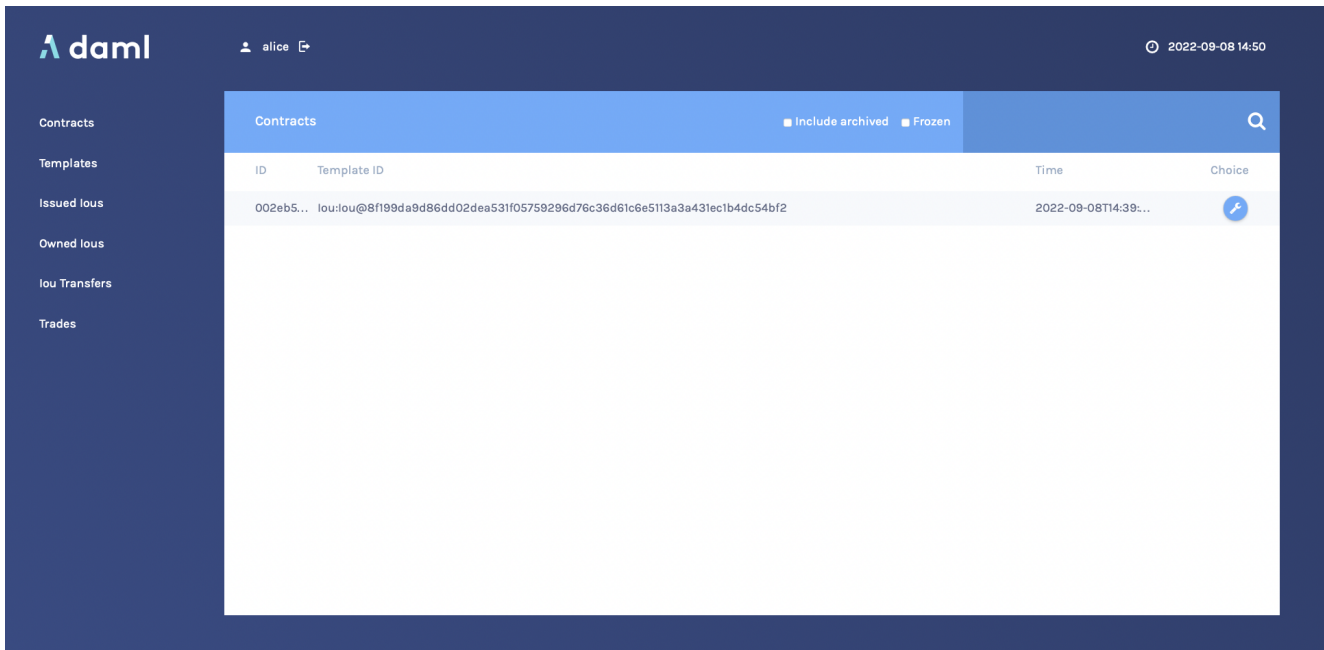 daml
alice
2022-09-08 14:50
Contracts
Templates
Issued Ious
Owned Ious
Iou Transfers
Trades
Contracts
Include archived
Frozen
ID Template ID Time Choice
002eb5... Iou:Iou@8f199da9d86dd02dea531f05759296d76c36d61c6e5113a3a431ec1b4dc54bf2 2022-09-08T14:39:...